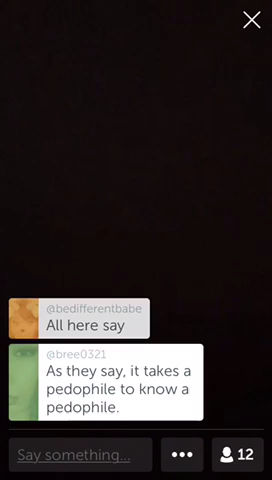 @bedifferentbabe
All here say
@bree0321
As they say, it takes a
pedophile to know a
pedophile.
Say something...
12